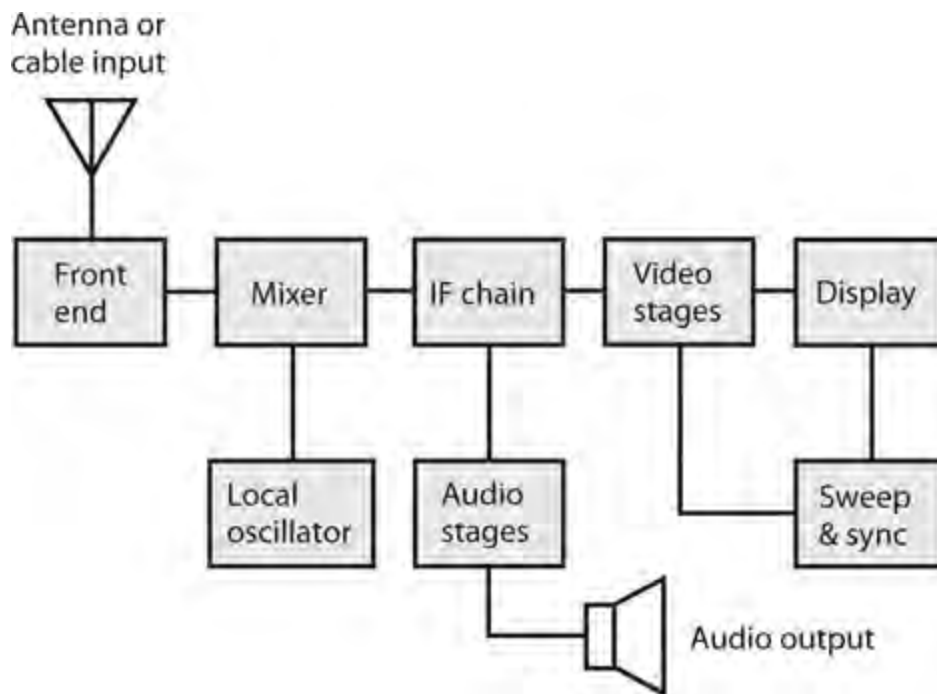 Antenna or
cable input
Front
end
Mixer
IF chain
Video
stages
Display
Local
oscillator
Audio
stages
Sweep
& sync
Audio output